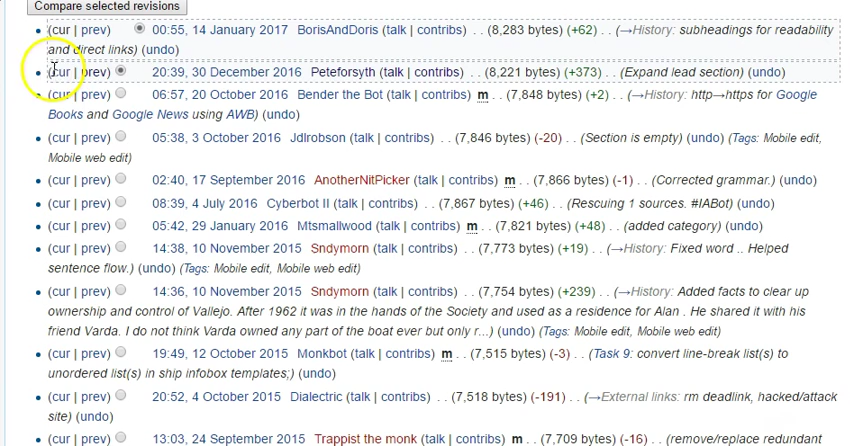 Compare selected revisions
(cur | prev) 00:55, 14 January 2017 BorisAndDoris (talk | contribs) . . (8,283 bytes) (+62) . . (→History: subheadings for readability
and direct links) (undo)
(cur | prev) 20:39, 30 December 2016 Peteforsyth (talk | contribs) . . (8,221 bytes) (+373) . . (Expand lead section) (undo)
(cur | prev) 06:57, 20 October 2016 Bender the Bot (talk | contribs) m . . (7,848 bytes) (+2) . . (→History: http→https for Google
Books and Google News using AWB) (undo)
(cur | prev) 05:38, 3 October 2016 Jdlrobson (talk | contribs) . . (7,846 bytes) (-20) . . (Section is empty) (undo) (Tags: Mobile edit,
Mobile web edit)
(cur | prev) 02:40, 17 September 2016 AnotherNitPicker (talk | contribs) m . . (7,866 bytes) (-1) . . (Corrected grammar.) (undo)
(cur | prev) 08:39, 4 July 2016 Cyberbot II (talk | contribs) . . (7,867 bytes) (+46) . . (Rescuing 1 sources. #IABot) (undo)
(cur | prev) 05:42, 29 January 2016 Mtsmallwood (talk | contribs) m . . (7,821 bytes) (+48) . . (added category) (undo)
(cur | prev) 14:38, 10 November 2015 Sndymorn (talk | contribs) . . (7,773 bytes) (+19) . . (→History: Fixed word .. Helped
sentence flow.) (undo) (Tags: Mobile edit, Mobile web edit)
(cur | prev) 14:36, 10 November 2015 Sndymorn (talk | contribs) . . (7,754 bytes) (+239) . . (→History: Added facts to clear up
ownership and control of Vallejo. After 1962 it was in the hands of the Society and used as a residence for Alan . He shared it with his
friend Varda. I do not think Varda owned any part of the boat ever but only r...) (undo) (Tags: Mobile edit, Mobile web edit)
(cur | prev) 19:49, 12 October 2015 Monkbot (talk | contribs) m . . (7,515 bytes) (-3) . . (Task 9: convert line-break list(s) to
unordered list(s) in ship infobox templates;) (undo)
(cur | prev) 20:52, 4 October 2015 Dialectric (talk | contribs) . . (7,518 bytes) (-191) . . (→External links: rm deadlink, hacked/attack
site) (undo)
(cur | prev) 13:03, 24 September 2015 Trappist the monk (talk | contribs) m . . (7,709 bytes) (-16) . . (remove/replace redundant